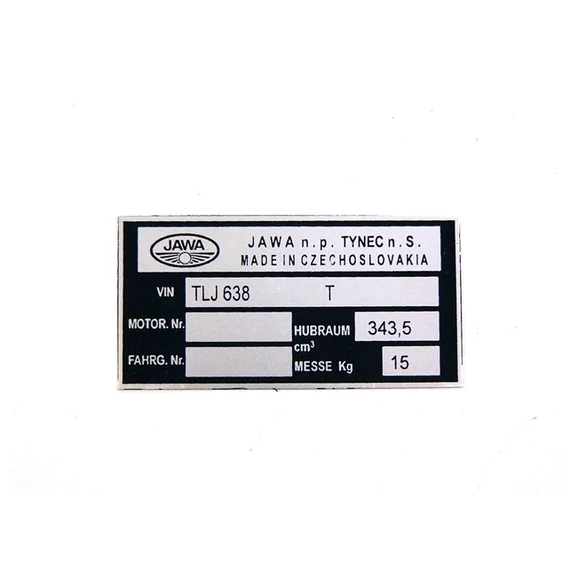 JAWA
JAWA n.p. TYNEC n.S.
MADE IN CZECHOSLOVAKIA
VIN TLJ 638 T
MOTOR. Nr.
HUBRAUM cm³ 343,5
FAHRG. Nr.
MESSE Kg 15